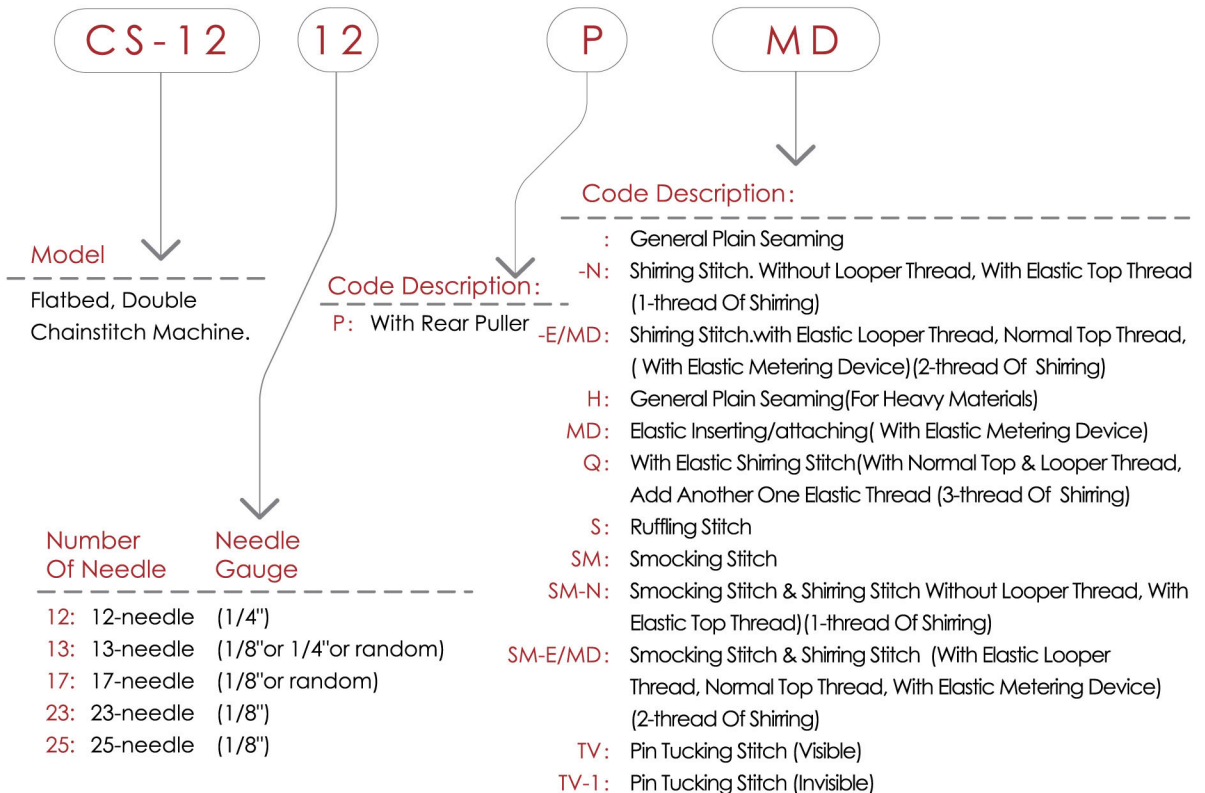 CS-12 12 P MD
Model
Flatbed, Double
Chainstitch Machine.
Code Description:
P: With Rear Puller
Number Of Needle
Needle Gauge
12: 12-needle (1/4")
13: 13-needle (1/8"or 1/4"or random)
17: 17-needle (1/8"or random)
23: 23-needle (1/8")
25: 25-needle (1/8")
Code Description:
: General Plain Seaming
-N: Shirring Stitch. Without Looper Thread, With Elastic Top Thread
(1-thread Of Shirring)
-E/MD: Shirring Stitch.with Elastic Looper Thread, Normal Top Thread,
( With Elastic Metering Device)(2-thread Of Shirring)
H: General Plain Seaming(For Heavy Materials)
MD: Elastic Inserting/attaching( With Elastic Metering Device)
Q: With Elastic Shirring Stitch(With Normal Top & Looper Thread,
Add Another One Elastic Thread (3-thread Of Shirring)
S: Ruffling Stitch
SM: Smocking Stitch
SM-N: Smocking Stitch & Shirring Stitch Without Looper Thread, With
Elastic Top Thread)(1-thread Of Shirring)
SM-E/MD: Smocking Stitch & Shirring Stitch (With Elastic Looper
Thread, Normal Top Thread, With Elastic Metering Device)
(2-thread Of Shirring)
TV: Pin Tucking Stitch (Visible)
TV-1: Pin Tucking Stitch (Invisible)